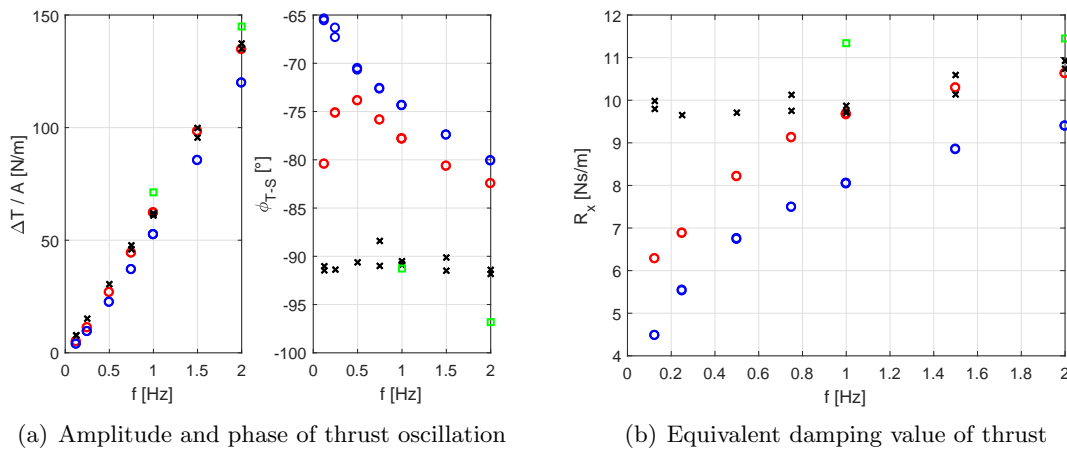 150
100
50
0
ΔT / A [N/m]
0 0.5 1 1.5 2
f [Hz]
-65
-70
-75
-80
-85
-90
-95
-100
ϕ_T-S [°]
0 0.5 1 1.5 2
f [Hz]
(a) Amplitude and phase of thrust oscillation
12
11
10
9
8
7
6
5
4
R_x [Ns/m]
0 0.2 0.4 0.6 0.8 1 1.2 1.4 1.6 1.8 2
f [Hz]
(b) Equivalent damping value of thrust